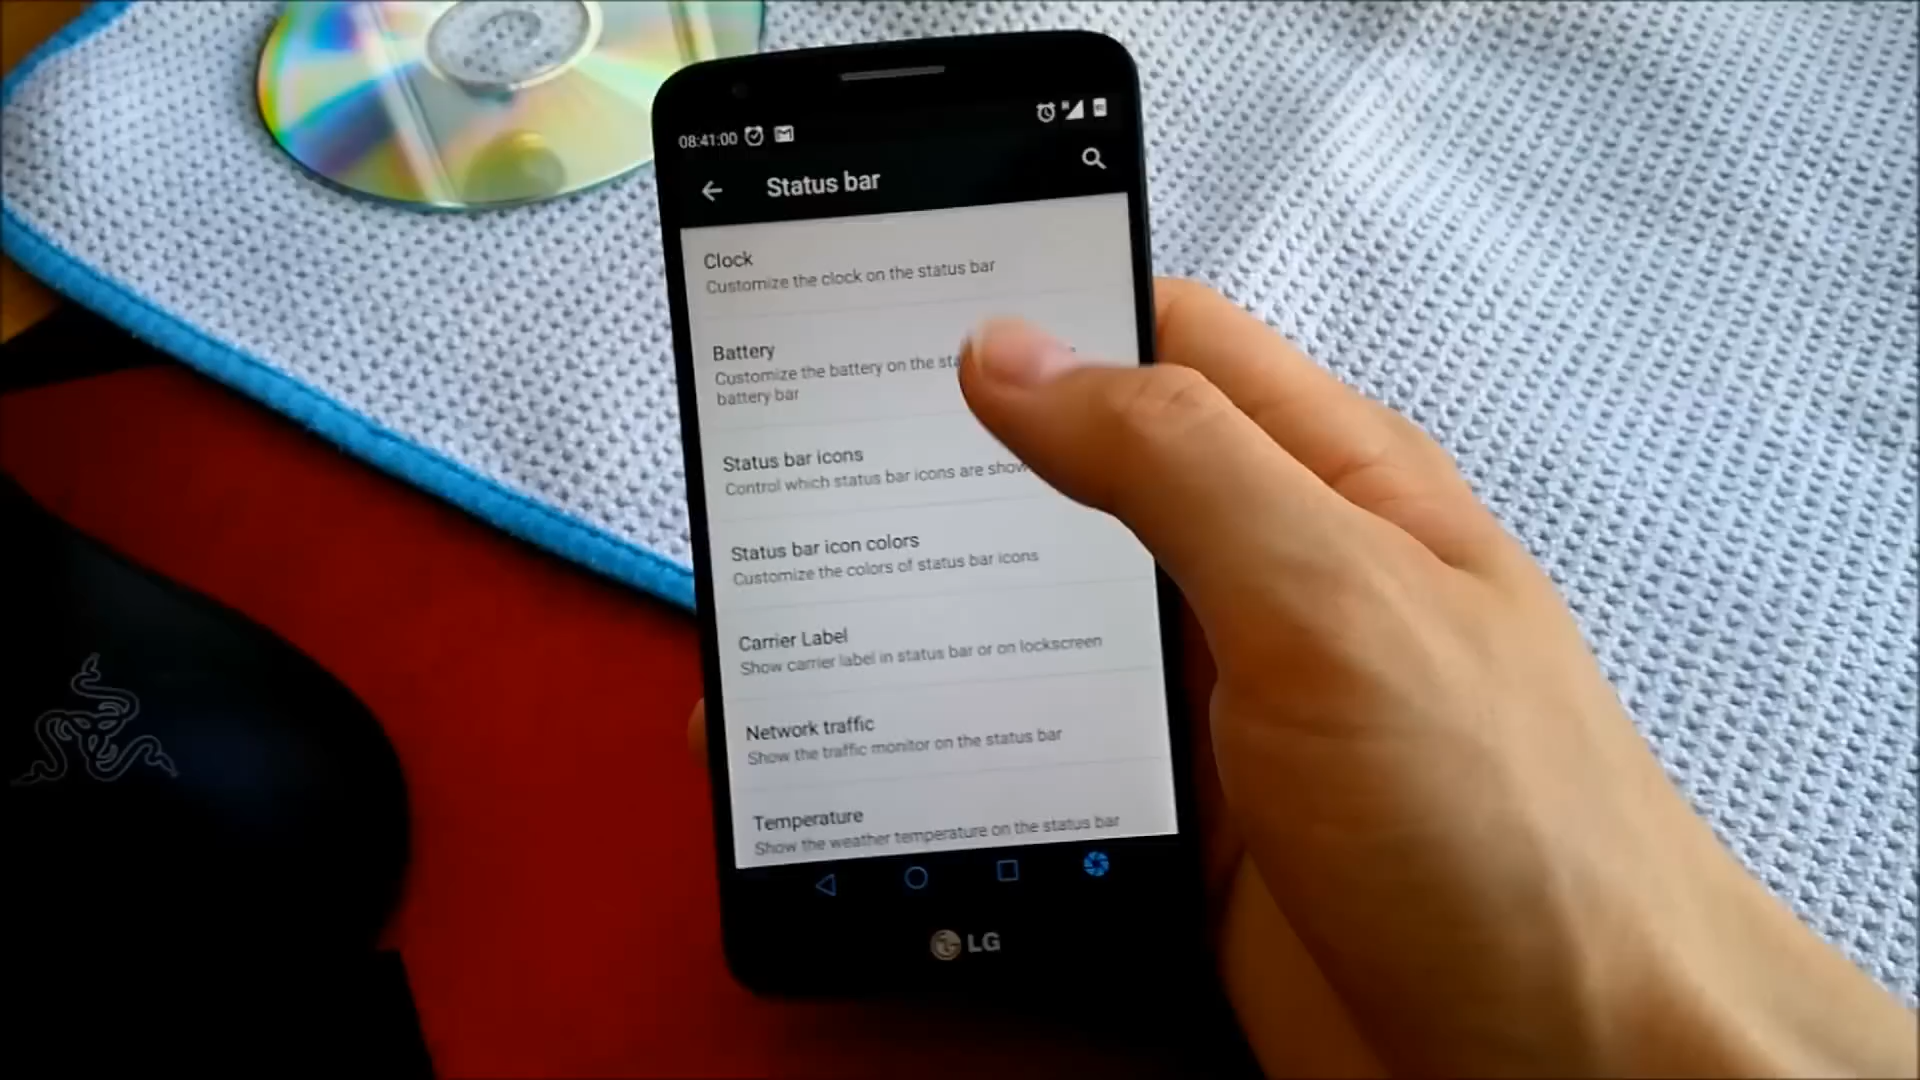 08:41:00
Status bar
Clock
Customize the clock on the status bar
Battery
Customize the battery on the
battery bar
Status bar icons
Control which status bar icons are
Status bar icon colors
Customize the colors of status bar icons
Carrier Label
Show carrier label in status bar or on lockscreen
Network traffic
Show the traffic monitor on the status bar
Temperature
Show the weather temperature on the status bar
LG